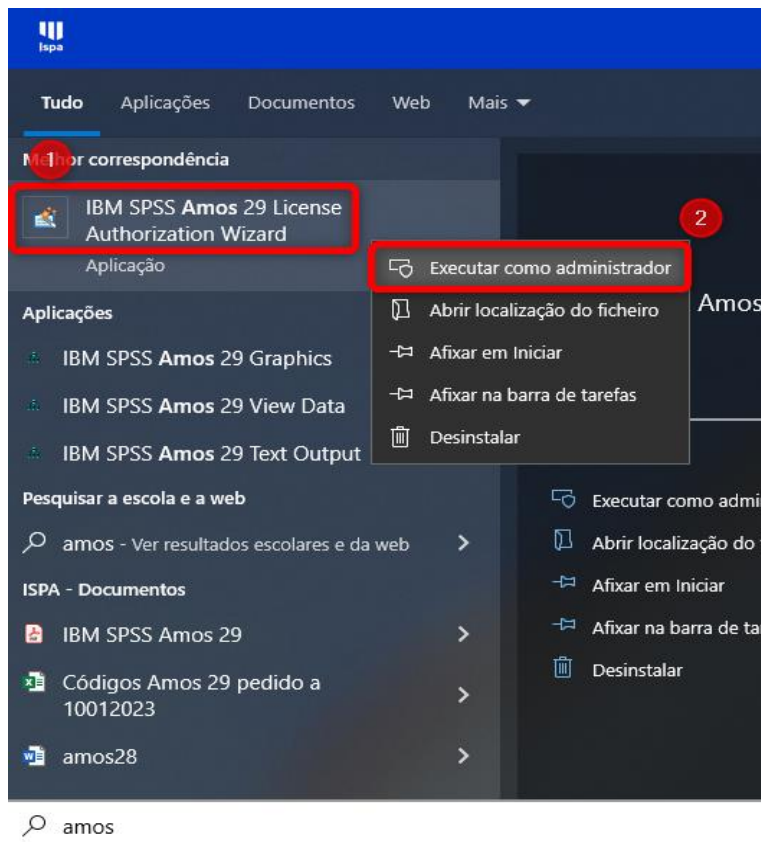 Ispa
Tudo Aplicações Documentos Web Mais
1
Melhor correspondência
IBM SPSS Amos 29 License
Authorization Wizard
Aplicação
2
Executar como administrador
Abrir localização do ficheiro
Afixar em Iniciar
Afixar na barra de tarefas
Desinstalar
Amos
Aplicações
IBM SPSS Amos 29 Graphics
IBM SPSS Amos 29 View Data
IBM SPSS Amos 29 Text Output
Pesquisar a escola e a web
amos - Ver resultados escolares e da web
ISPA - Documentos
IBM SPSS Amos 29
Códigos Amos 29 pedido a
10012023
amos28
Executar como admi
Abrir localização do
Afixar em Iniciar
Afixar na barra de ta
Desinstalar
amos